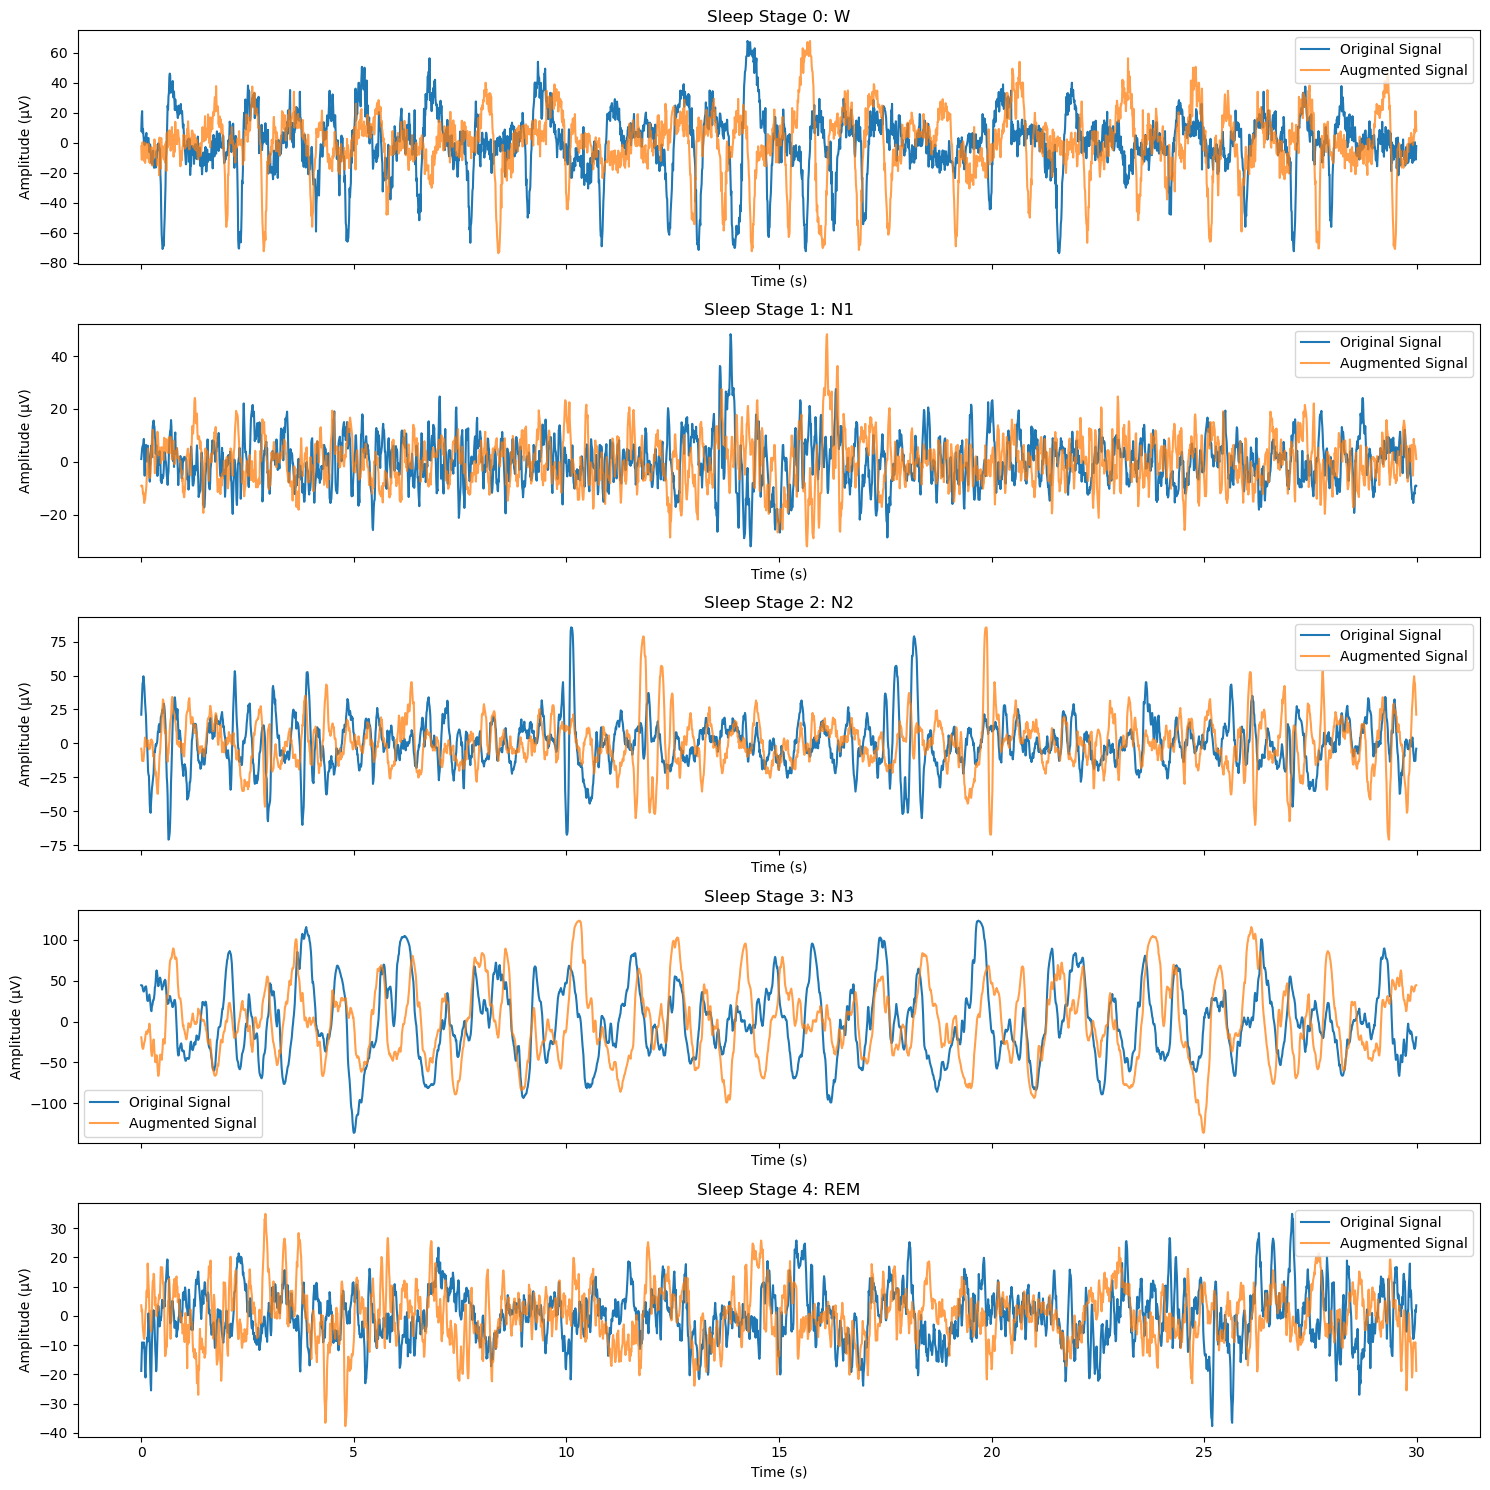 Sleep Stage 0: W
60
40
20
0
−20
−40
−60
−80
Amplitude (µV)
Original Signal
Augmented Signal
Time (s)
Sleep Stage 1: N1
40
20
0
−20
Amplitude (µV)
Original Signal
Augmented Signal
Time (s)
Sleep Stage 2: N2
75
50
25
0
−25
−50
−75
Amplitude (µV)
Original Signal
Augmented Signal
Time (s)
Sleep Stage 3: N3
100
50
0
−50
−100
Amplitude (µV)
Original Signal
Augmented Signal
Time (s)
Sleep Stage 4: REM
30
20
10
0
−10
−20
−30
−40
Amplitude (µV)
Original Signal
Augmented Signal
0 5 10 15 20 25 30
Time (s)